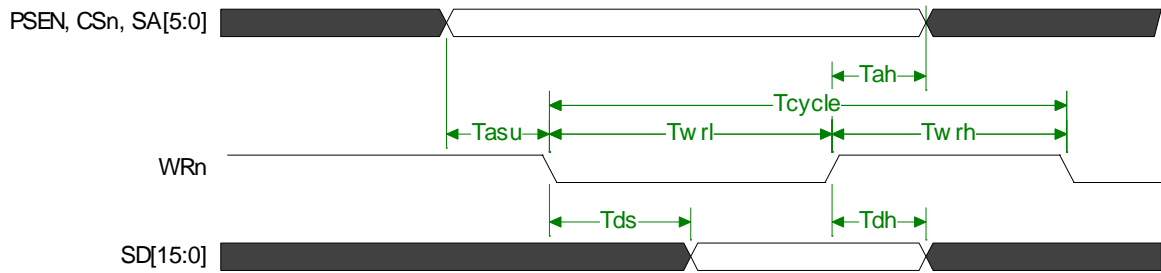 PSEN, CSn, SA[5:0]
Tah
Tcycle
Tasu
Twrl
Twrh
WRn
Tds
Tdh
SD[15:0]